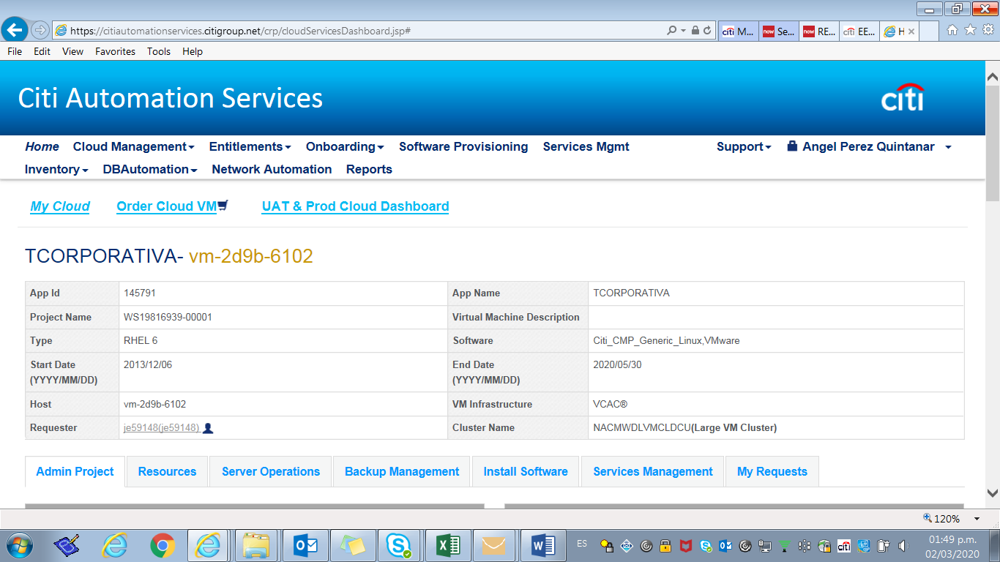 https://citiautomationservices.citigroup.net/crp/cloudServicesDashboard.jsp#
citi M...
new Se...
new RE...
citi EE...
H
File Edit View Favorites Tools Help
Citi Automation Services
citi
Home Cloud Management Entitlements Onboarding Software Provisioning Services Mgmt Support Angel Perez Quintanar
Inventory DBAutomation Network Automation Reports
My Cloud Order Cloud VM UAT & Prod Cloud Dashboard
TCORPORATIVA- vm-2d9b-6102
App Id 145791 App Name TCORPORATIVA
Project Name WS19816939-00001 Virtual Machine Description
Type RHEL 6 Software Citi_CMP_Generic_Linux,VMware
Start Date 2013/12/06 End Date 2020/05/30
(YYYY/MM/DD) (YYYY/MM/DD)
Host vm-2d9b-6102 VM Infrastructure VCAC®
Requester je59148(je59148) Cluster Name NACMWDLVMCLDCU(Large VM Cluster)
Admin Project Resources Server Operations Backup Management Install Software Services Management My Requests
120%
ES
citi
01:49 p.m.
02/03/2020